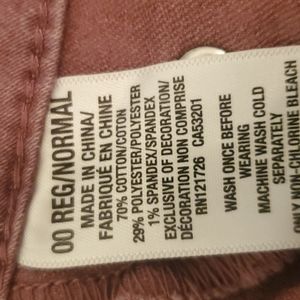 00 REG/NORMAL
MADE IN CHINA/
FABRIQUÉ EN CHINE
70% COTTON/COTON
29% POLYESTER/POLYESTER
1% SPANDEX/SPANDEX
EXCLUSIVE OF DECORATION/
DÉCORATION NON COMPRISE
RN121726 CA53201
WASH ONCE BEFORE
WEARING
MACHINE WASH COLD
SEPARATELY
ONLY NON-CHLORINE BLEACH